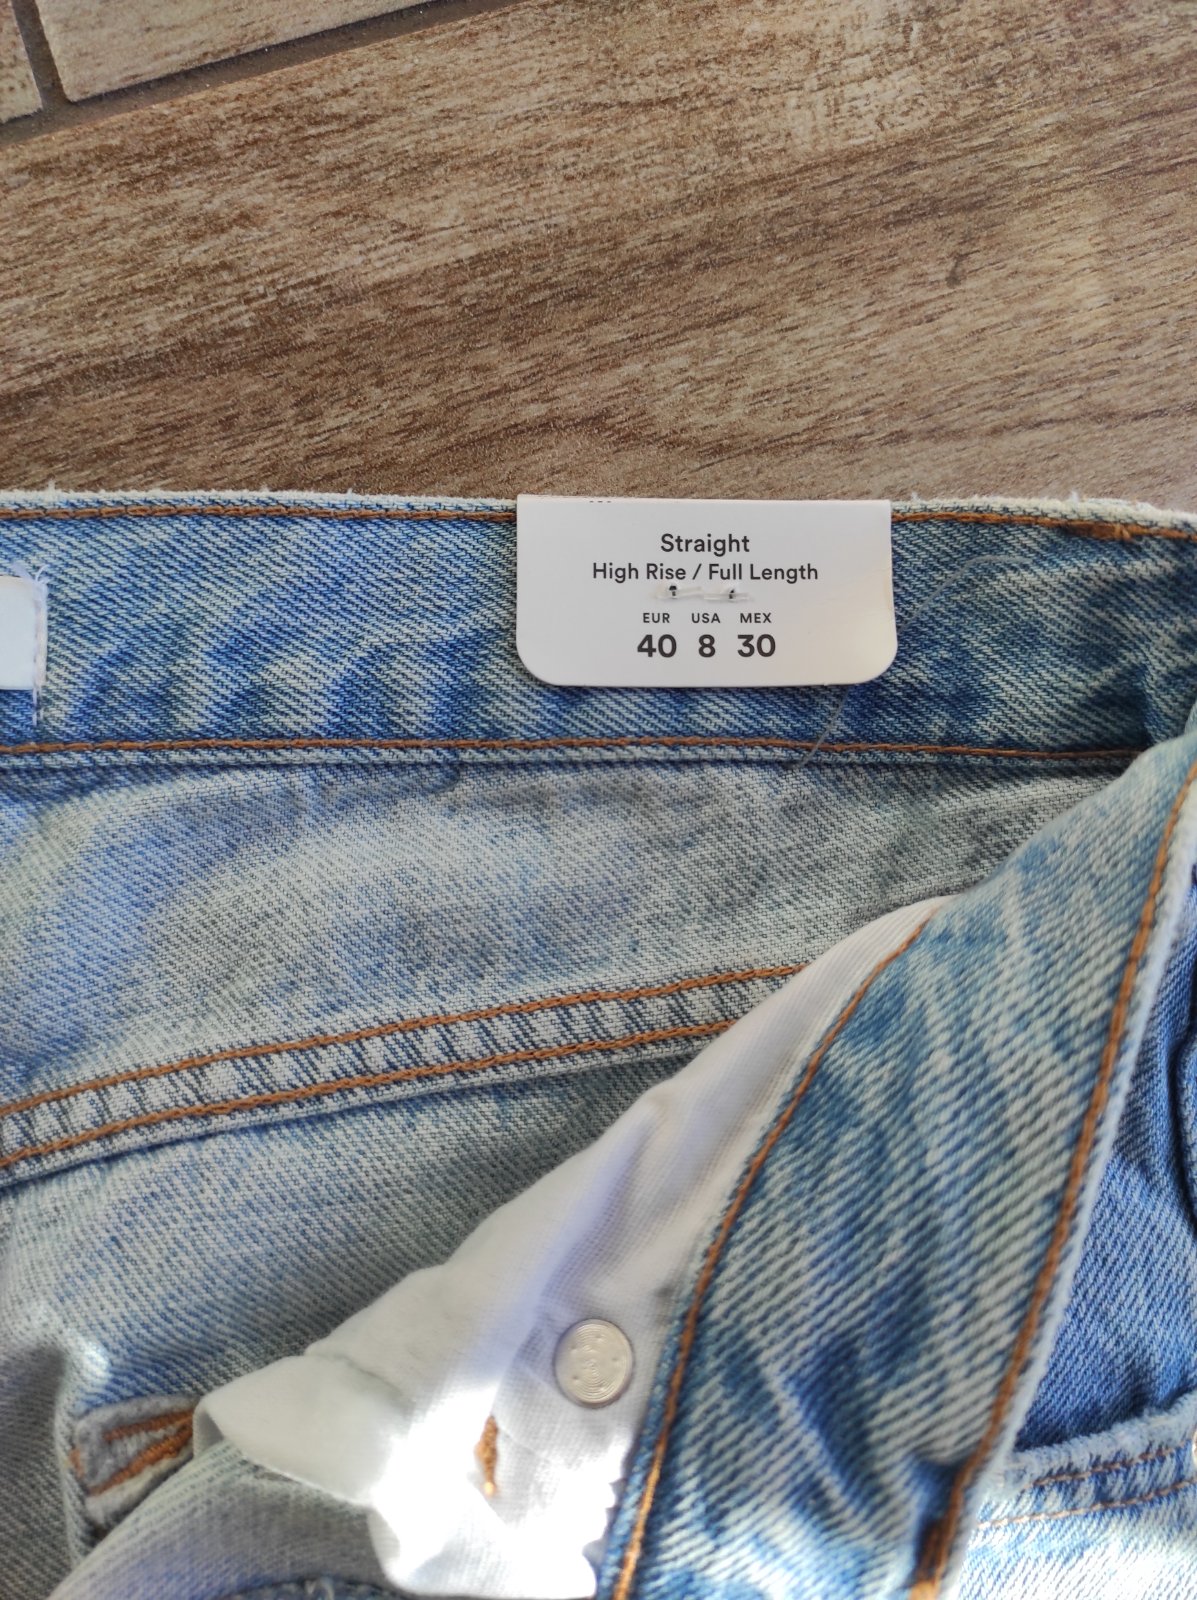 Straight
High Rise / Full Length
EUR USA MEX
40 8 30